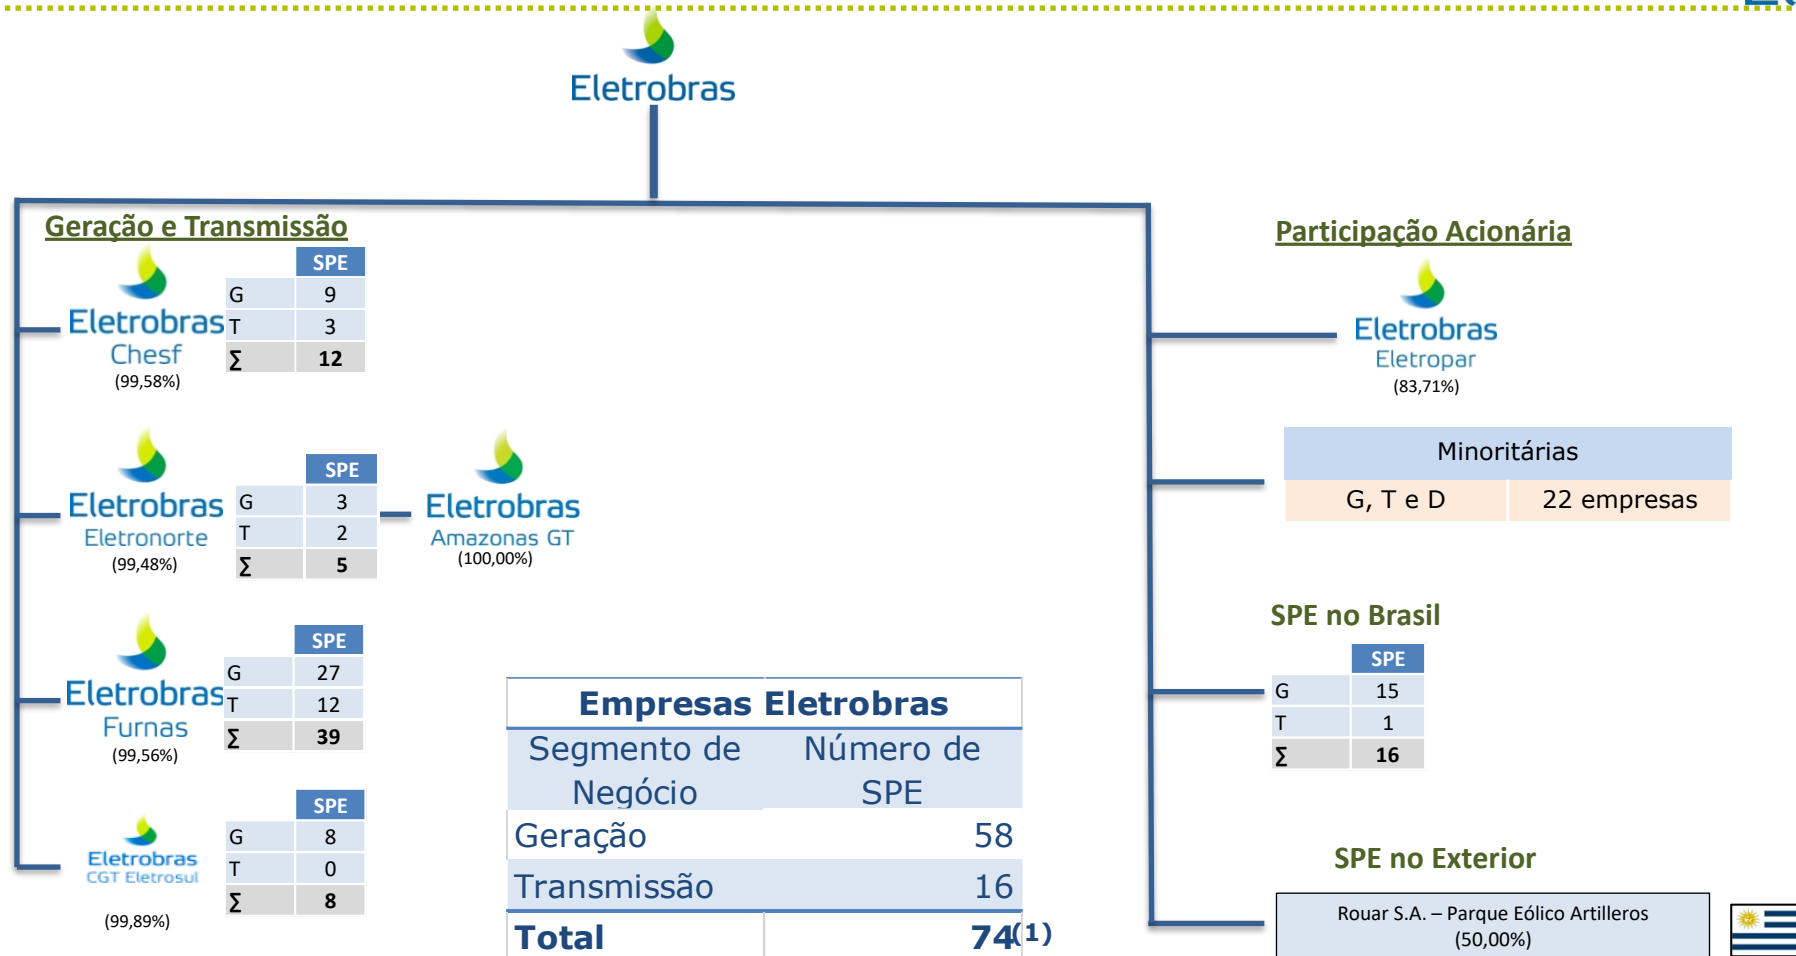 Eletrobras
Geração e Transmissão
SPE
G 9
T 3
∑ 12
Eletrobras
Chesf
(99,58%)
SPE
G 3
T 2
∑ 5
Eletrobras
Eletronorte
(99,48%)
Eletrobras
Amazonas GT
(100,00%)
SPE
G 27
T 12
∑ 39
Eletrobras
Furnas
(99,56%)
SPE
G 8
T 0
∑ 8
Eletrobras
CGT Eletrosul
(99,89%)
Empresas Eletrobras
Segmento de Negócio
Número de SPE
Geração 58
Transmissão 16
Total 74(1)
Participação Acionária
Eletrobras
Eletropar
(83,71%)
Minoritárias
G, T e D 22 empresas
SPE no Brasil
SPE
G 15
T 1
∑ 16
SPE no Exterior
Rouar S.A. – Parque Eólico Artilleros
(50,00%)